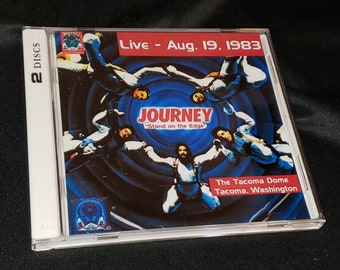 2 DISCS
Live - Aug. 19, 1983
JOURNEY
"Stand on the Edge"
The Tacoma Dome
Tacoma, Washington